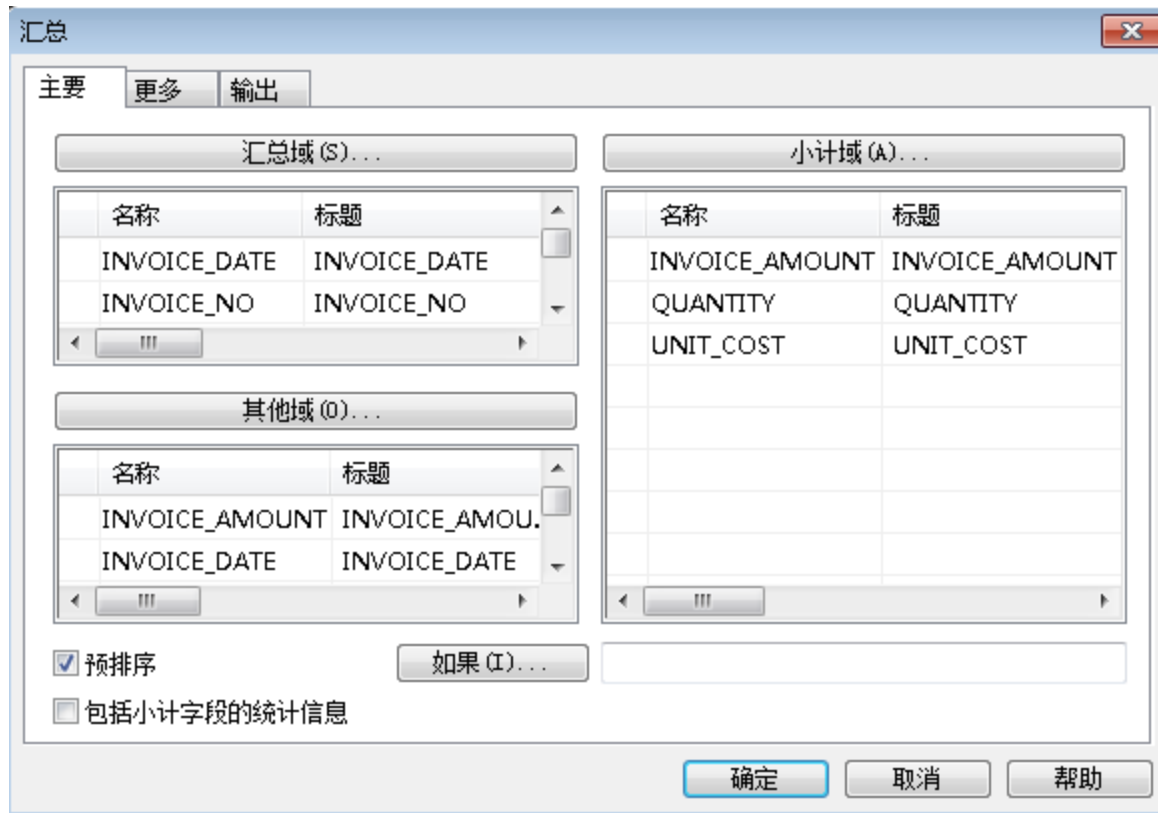 汇总
主要 更多 输出
汇总域(S)... 小计域(A)...
名称 标题 名称 标题
INVOICE_DATE INVOICE_DATE INVOICE_AMOUNT INVOICE_AMOUNT
INVOICE_NO INVOICE_NO QUANTITY QUANTITY
UNIT_COST UNIT_COST
其他域(O)...
名称 标题
INVOICE_AMOUNT INVOICE_AMOU.
INVOICE_DATE INVOICE_DATE
预排序 如果(I)...
包括小计字段的统计信息
确定 取消 帮助